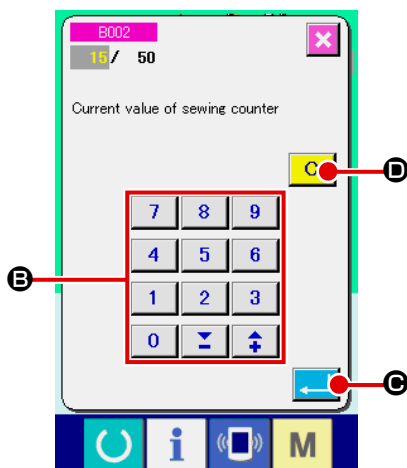 B002
15/ 50
Current value of sewing counter
C
D
7 8 9
4 5 6
B
1 2 3
0 − +
C
i M